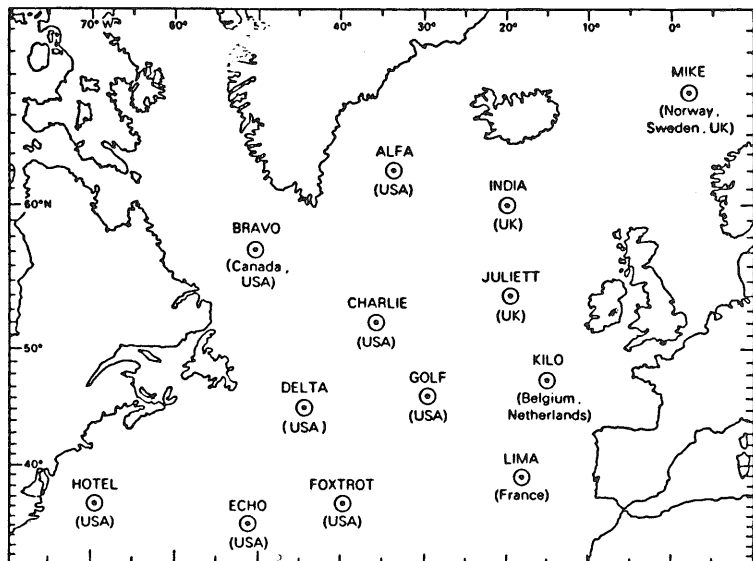 70° W
60°
50°
40°
30°
20°
10°
0°
MIKE
(Norway,
Sweden, UK)
ALFA
(USA)
INDIA
(UK)
60°N
BRAVO
(Canada,
USA)
JULIETT
(UK)
CHARLIE
(USA)
50°
KILO
(Belgium,
Netherlands)
GOLF
(USA)
DELTA
(USA)
40°
LIMA
(France)
HOTEL
(USA)
FOXTROT
(USA)
ECHO
(USA)